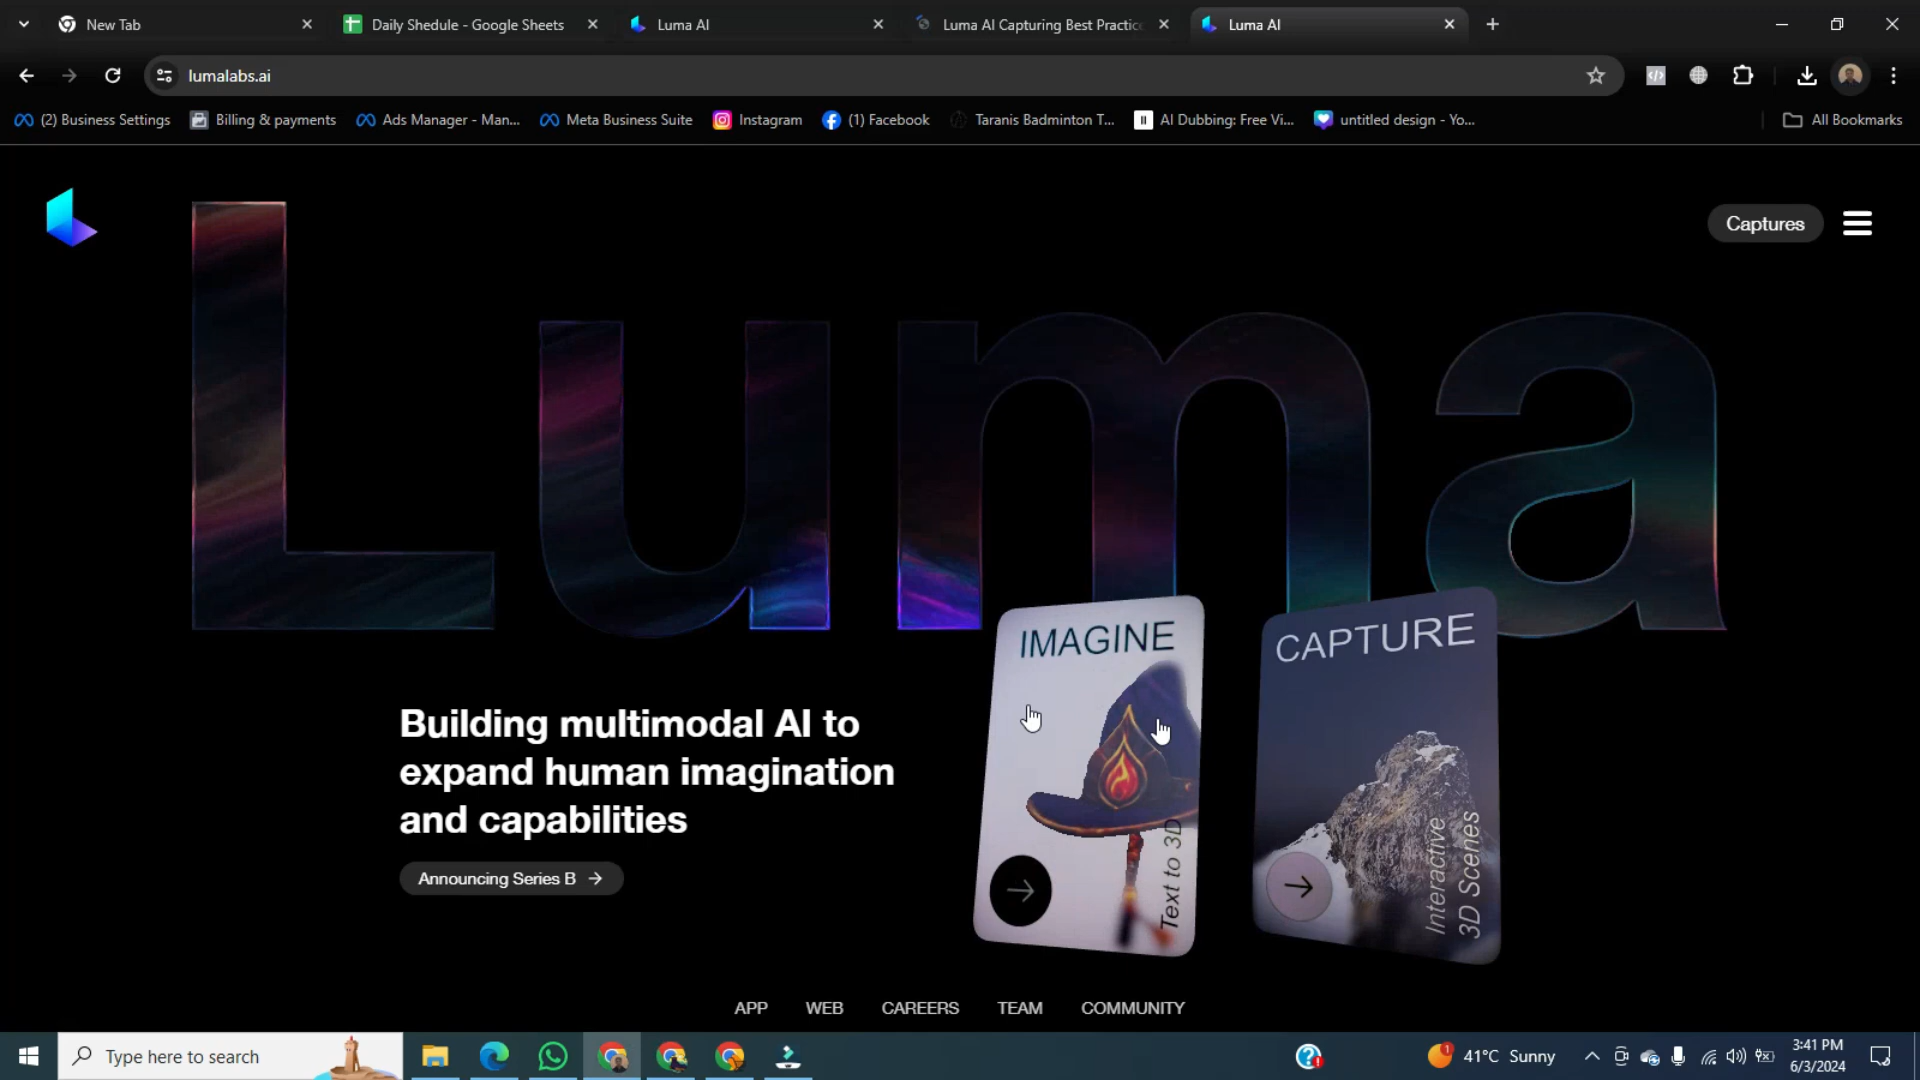 New Tab
Daily Shedule - Google Sheets
Luma AI
Luma AI Capturing Best Practice
Luma AI
lumalabs.ai
(2) Business Settings
Billing & payments
Ads Manager - Man...
Meta Business Suite
Instagram
(1) Facebook
Taranis Badminton T...
AI Dubbing: Free Vi...
untitled design - Yo...
All Bookmarks
Captures
Luma
IMAGINE
Text to 3D
CAPTURE
Interactive
3D Scenes
Building multimodal AI to
expand human imagination
and capabilities
Announcing Series B →
APP WEB CAREERS TEAM COMMUNITY
Type here to search
1
41°C Sunny
3:41 PM
6/3/2024